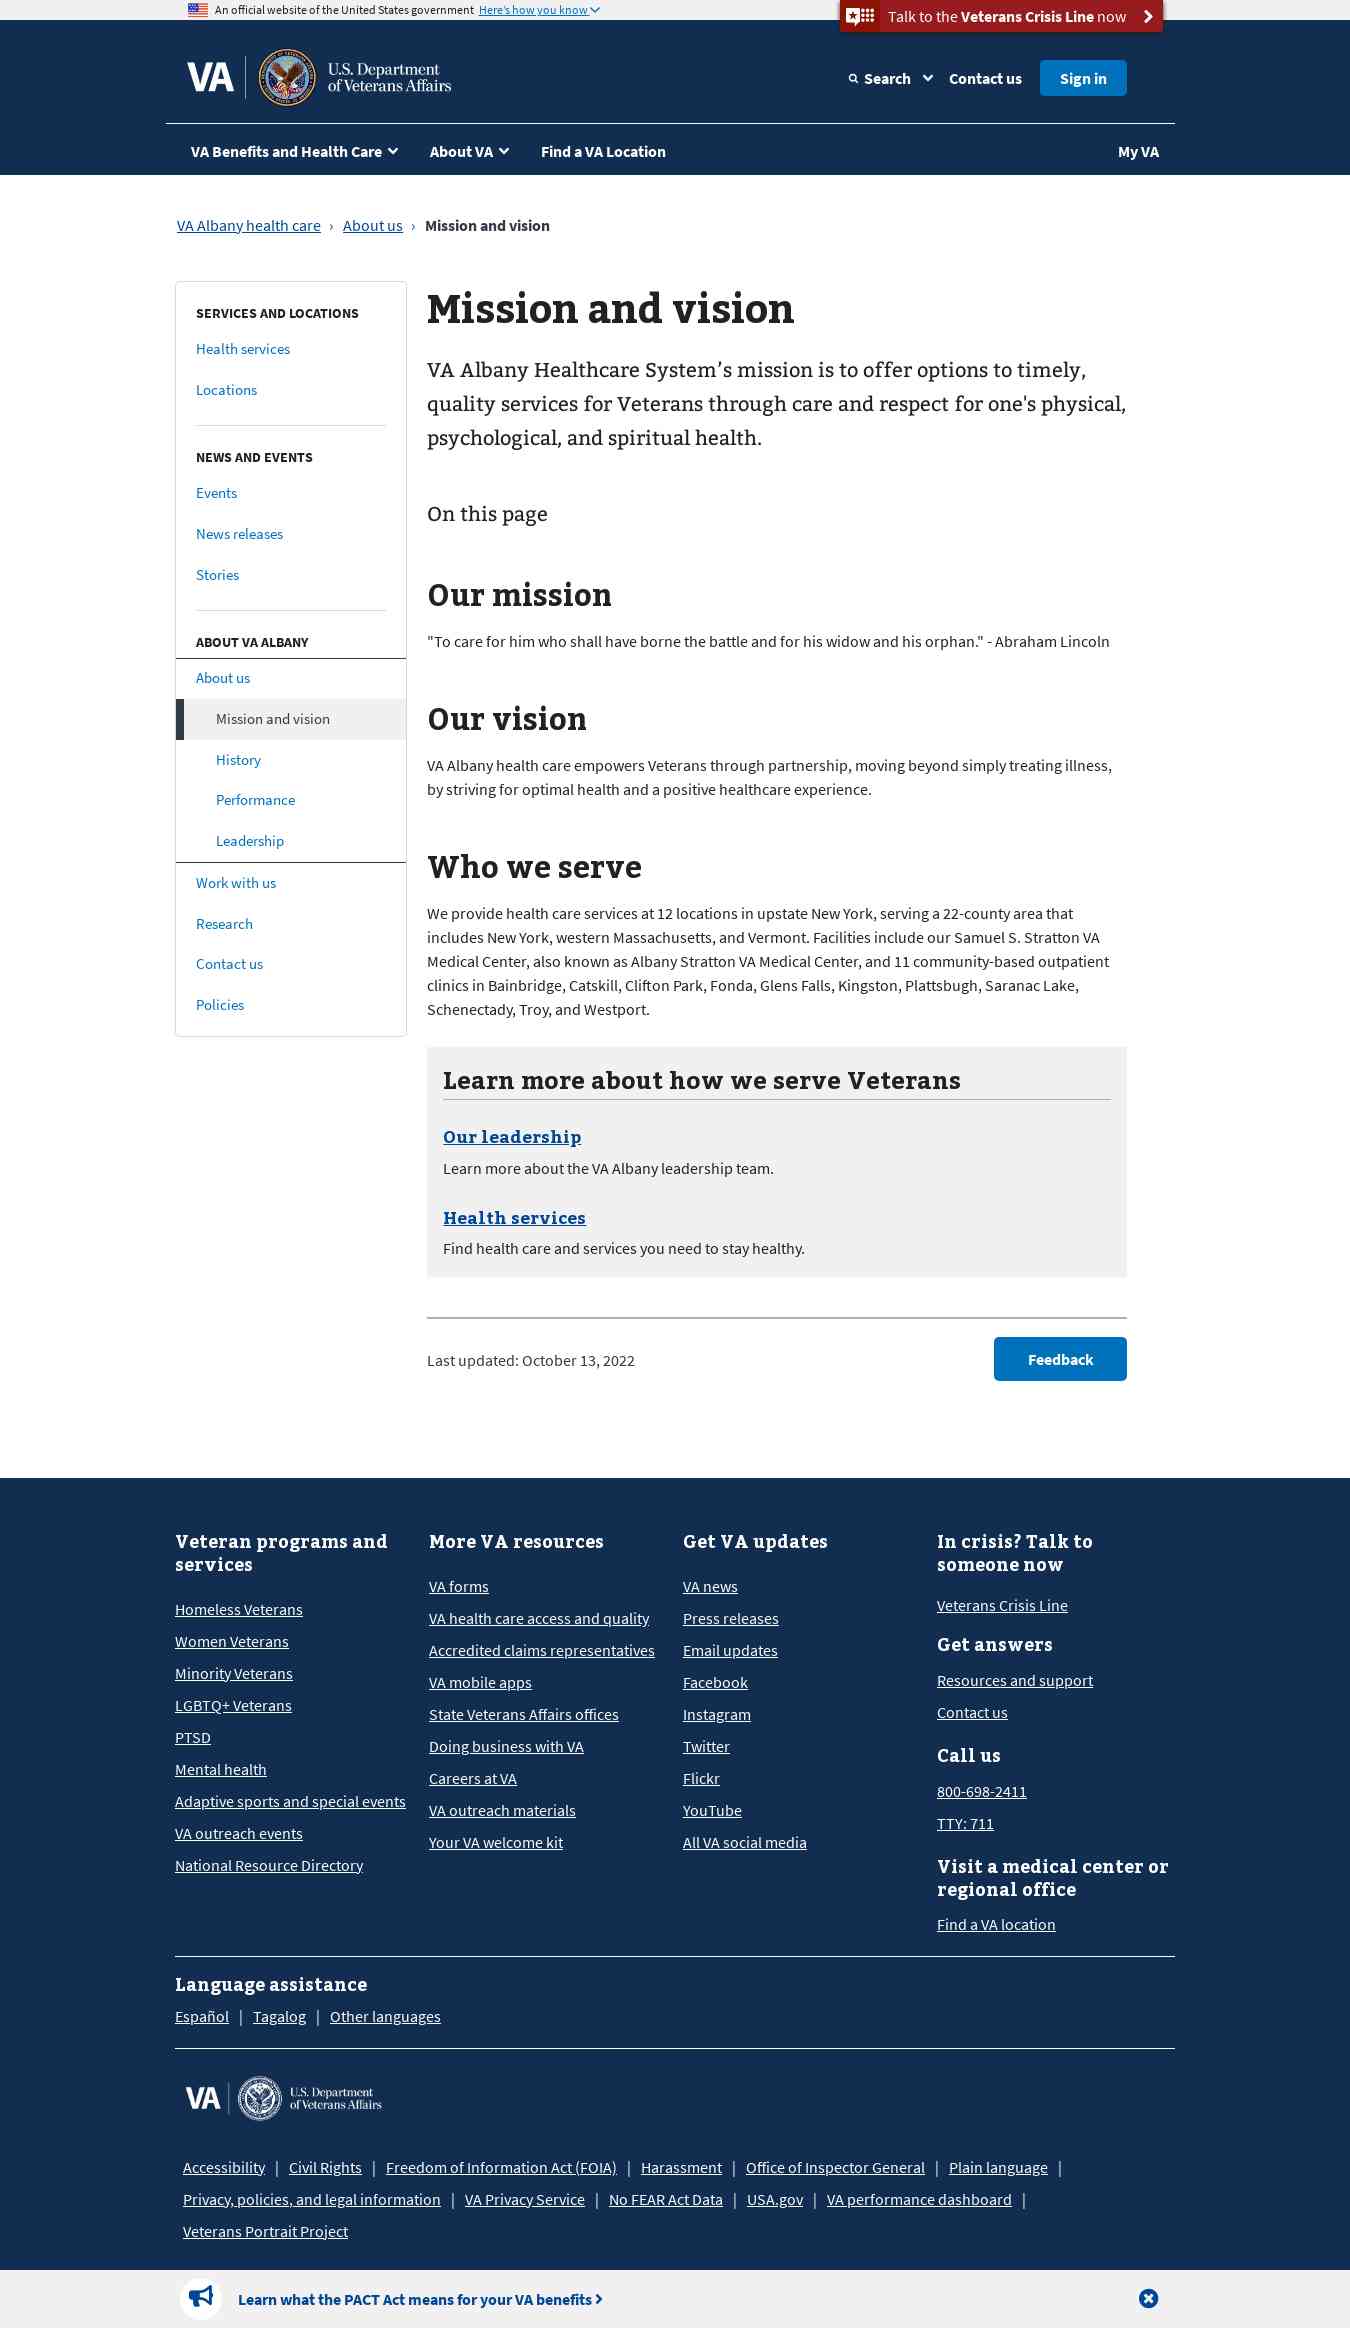 An official website of the United States government Here's how you know
Talk to the Veterans Crisis Line now
VA
U.S. Department
of Veterans Affairs
Search
Contact us
Sign in
VA Benefits and Health Care
About VA
Find a VA Location
My VA
VA Albany health care › About us › Mission and vision
SERVICES AND LOCATIONS
Health services
Locations
NEWS AND EVENTS
Events
News releases
Stories
ABOUT VA ALBANY
About us
Mission and vision
History
Performance
Leadership
Work with us
Research
Contact us
Policies
Mission and vision
VA Albany Healthcare System’s mission is to offer options to timely,
quality services for Veterans through care and respect for one's physical,
psychological, and spiritual health.
On this page
Our mission
"To care for him who shall have borne the battle and for his widow and his orphan." - Abraham Lincoln
Our vision
VA Albany health care empowers Veterans through partnership, moving beyond simply treating illness,
by striving for optimal health and a positive healthcare experience.
Who we serve
We provide health care services at 12 locations in upstate New York, serving a 22-county area that
includes New York, western Massachusetts, and Vermont. Facilities include our Samuel S. Stratton VA
Medical Center, also known as Albany Stratton VA Medical Center, and 11 community-based outpatient
clinics in Bainbridge, Catskill, Clifton Park, Fonda, Glens Falls, Kingston, Plattsbugh, Saranac Lake,
Schenectady, Troy, and Westport.
Learn more about how we serve Veterans
Our leadership
Learn more about the VA Albany leadership team.
Health services
Find health care and services you need to stay healthy.
Last updated: October 13, 2022
Feedback
Veteran programs and
services
Homeless Veterans
Women Veterans
Minority Veterans
LGBTQ+ Veterans
PTSD
Mental health
Adaptive sports and special events
VA outreach events
National Resource Directory
More VA resources
VA forms
VA health care access and quality
Accredited claims representatives
VA mobile apps
State Veterans Affairs offices
Doing business with VA
Careers at VA
VA outreach materials
Your VA welcome kit
Get VA updates
VA news
Press releases
Email updates
Facebook
Instagram
Twitter
Flickr
YouTube
All VA social media
In crisis? Talk to
someone now
Veterans Crisis Line
Get answers
Resources and support
Contact us
Call us
800-698-2411
TTY: 711
Visit a medical center or
regional office
Find a VA location
Language assistance
Español | Tagalog | Other languages
VA
U.S. Department
of Veterans Affairs
Accessibility | Civil Rights | Freedom of Information Act (FOIA) | Harassment | Office of Inspector General | Plain language |
Privacy, policies, and legal information | VA Privacy Service | No FEAR Act Data | USA.gov | VA performance dashboard |
Veterans Portrait Project
Learn what the PACT Act means for your VA benefits